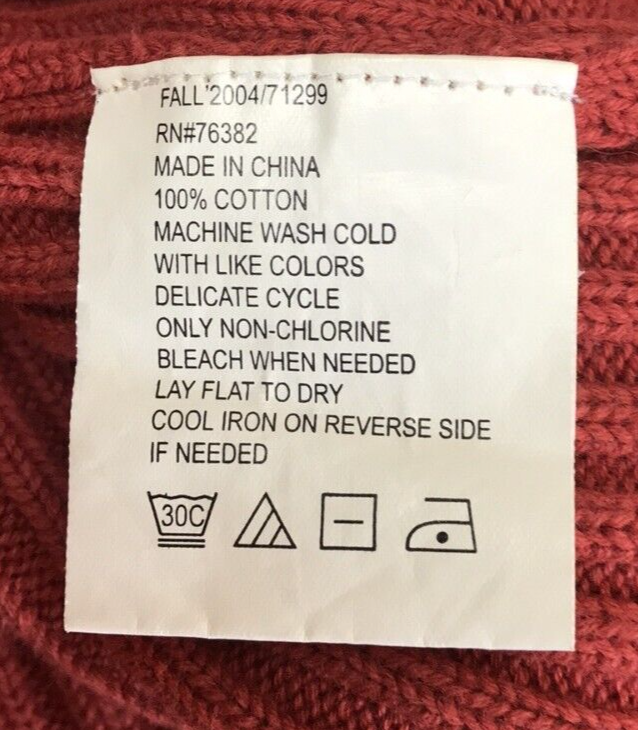 FALL'2004/71299
RN#76382
MADE IN CHINA
100% COTTON
MACHINE WASH COLD
WITH LIKE COLORS
DELICATE CYCLE
ONLY NON-CHLORINE
BLEACH WHEN NEEDED
LAY FLAT TO DRY
COOL IRON ON REVERSE SIDE
IF NEEDED
30C